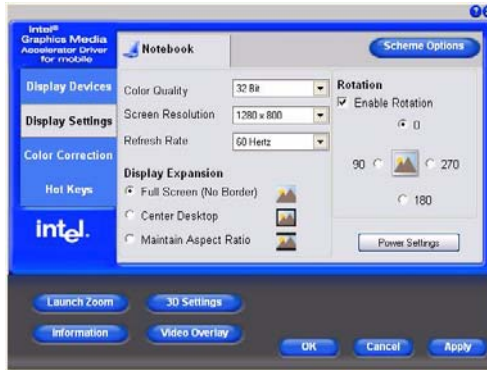 Intel®
Graphics Media
Accelerator Driver
for mobile
Notebook
Scheme Options
Display Devices
Display Settings
Color Correction
Hot Keys
intel.
Color Quality
32 Bit
Screen Resolution
1280 x 800
Refresh Rate
60 Hertz
Display Expansion
Full Screen (No Border)
Center Desktop
Maintain Aspect Ratio
Rotation
Enable Rotation
0
90
270
180
Power Settings
Launch Zoom
3D Settings
Information
Video Overlay
OK
Cancel
Apply